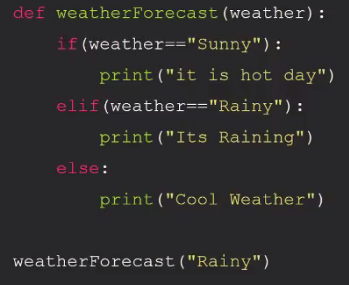 def weatherForecast(weather):
    if(weather=="Sunny"):
        print("it is hot day")
    elif(weather=="Rainy"):
        print("Its Raining")
    else:
        print("Cool Weather")

weatherForecast("Rainy")